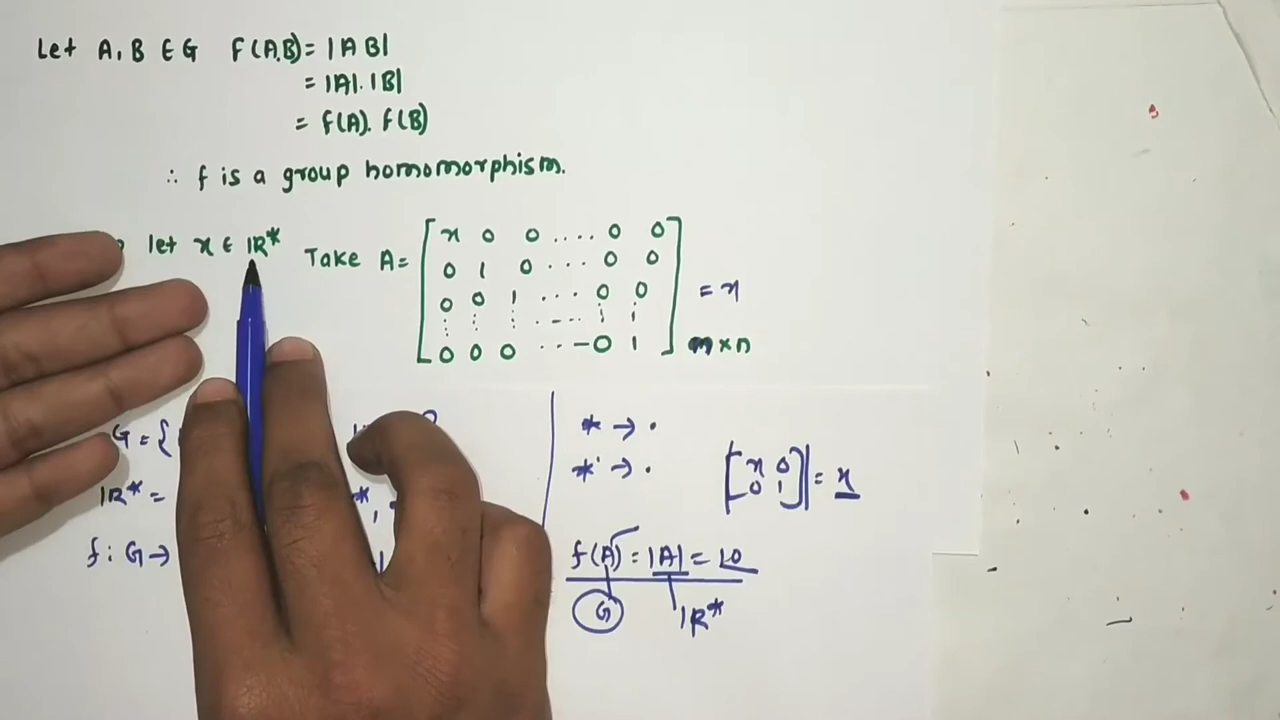 Let A, B ∈ G f(A.B) = |A B|
= |A|. |B|
= f(A). f(B)
∴ f is a group homomorphism.
let x ∈ IR* Take A =
x 0 0 .... 0 0
0 1 0 ... 0 0
0 0 1 ... 0 0 = x
0 0 0 ..-0 1 n x n
G = {
IR* =
f : G →
* → .
*' → .
[x 0
0 1]| = x
f(A) = |A| = 10
G IR*